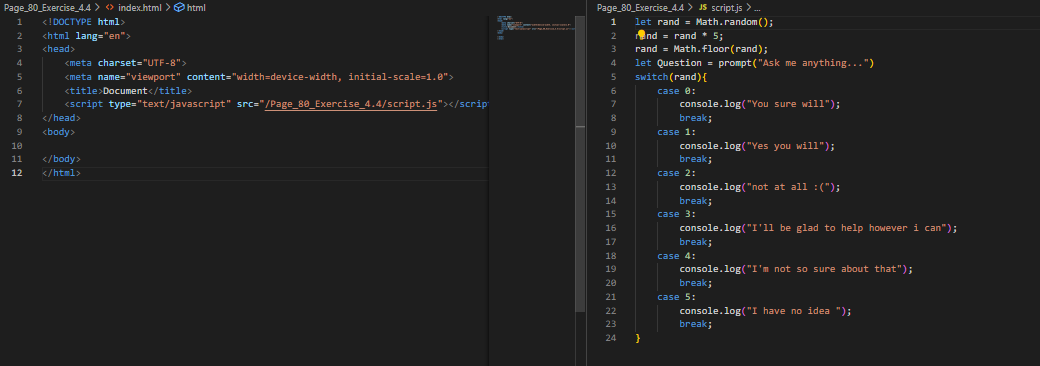 Page_80_Exercise_4.4 > <> index.html > html
1 <!DOCTYPE html>
2 <html lang="en">
3 <head>
4 <meta charset="UTF-8">
5 <meta name="viewport" content="width=device-width, initial-scale=1.0">
6 <title>Document</title>
7 <script type="text/javascript" src="/Page_80_Exercise_4.4/script.js"></script
8 </head>
9 <body>
10
11 </body>
12 </html>
Page_80_Exercise_4.4 > JS script.js > ...
1 let rand = Math.random();
2 rand = rand * 5;
3 rand = Math.floor(rand);
4 let Question = prompt("Ask me anything...")
5 switch(rand){
6 case 0:
7 console.log("You sure will");
8 break;
9 case 1:
10 console.log("Yes you will");
11 break;
12 case 2:
13 console.log("not at all :(");
14 break;
15 case 3:
16 console.log("I'll be glad to help however i can");
17 break;
18 case 4:
19 console.log("I'm not so sure about that");
20 break;
21 case 5:
22 console.log("I have no idea ");
23 break;
24 }